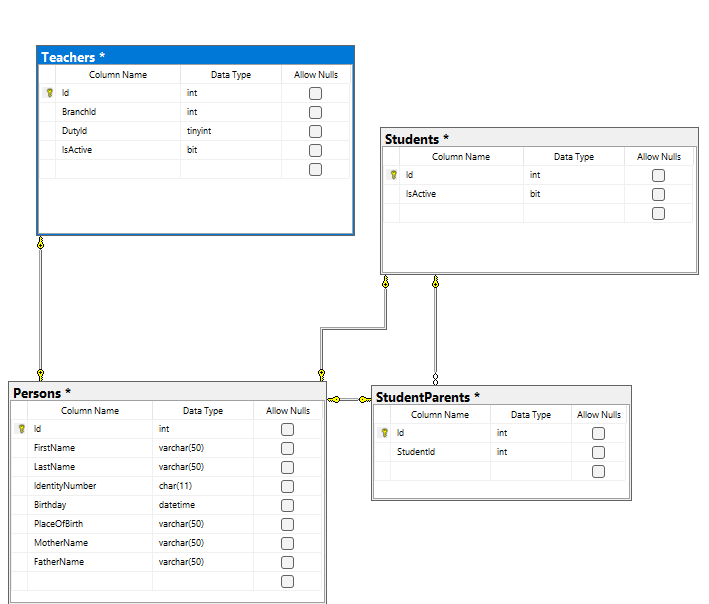 Teachers *
Column Name Data Type Allow Nulls
Id int
BranchId int
DutyId tinyint
IsActive bit
Students *
Column Name Data Type Allow Nulls
Id int
IsActive bit
Persons *
Column Name Data Type Allow Nulls
Id int
FirstName varchar(50)
LastName varchar(50)
IdentityNumber char(11)
Birthday datetime
PlaceOfBirth varchar(50)
MotherName varchar(50)
FatherName varchar(50)
StudentParents *
Column Name Data Type Allow Nulls
Id int
StudentId int